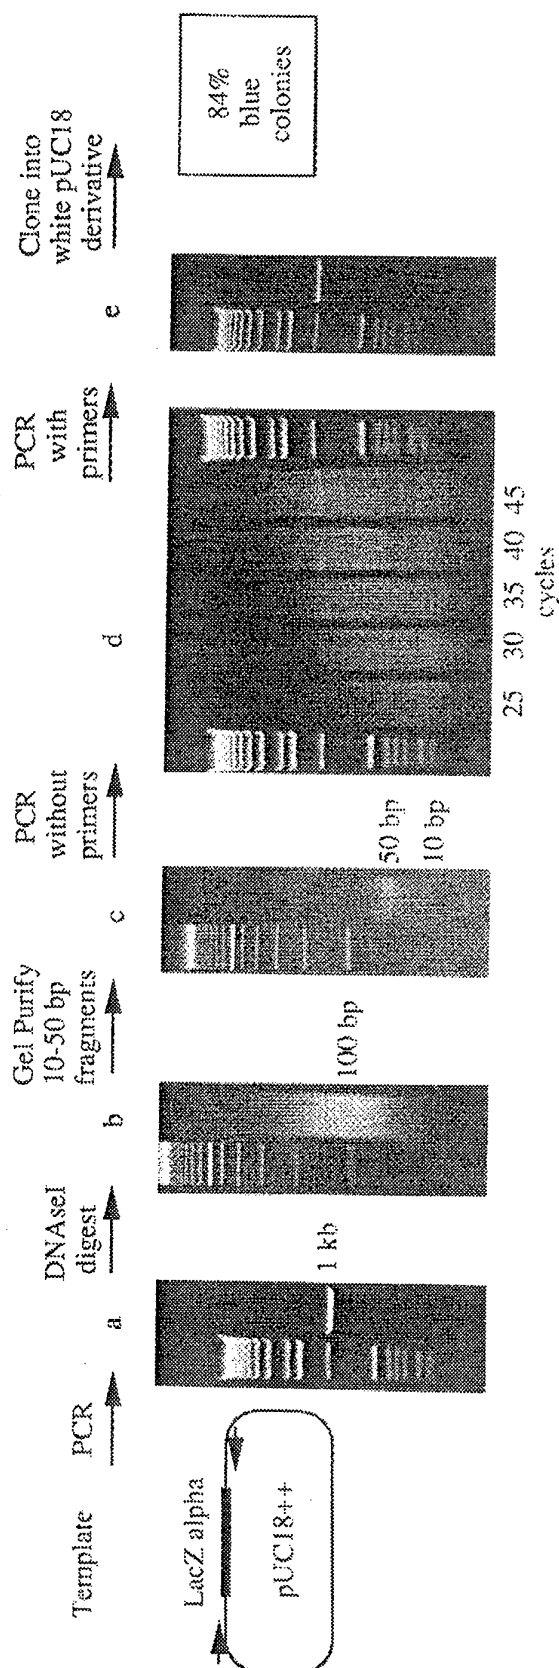 Template
PCR
DNAseI
digest
Gel Purify
10-50 bp
fragments
PCR
without
primers
PCR
with
primers
Clone into
white pUC18
derivative
a
b
c
d
e
LacZ alpha
pUC18++
1 kb
100 bp
50 bp
10 bp
25 30 35 40 45
cycles
84%
blue
colonies